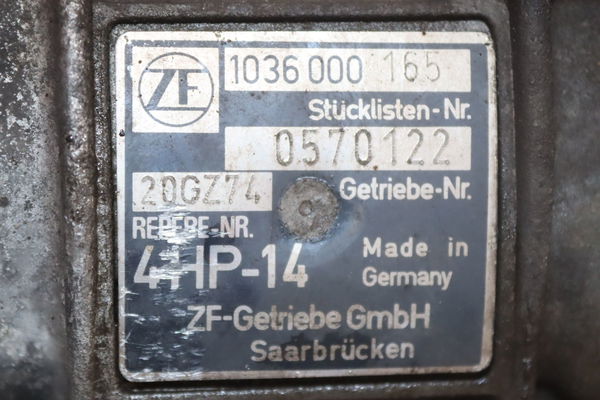 ZF 1036 000 165
Stücklisten-Nr.
0570122
20GZ74 Getriebe-Nr.
REPERE-NR.
4HP-14 Made in
Germany
ZF-Getriebe GmbH
Saarbrücken